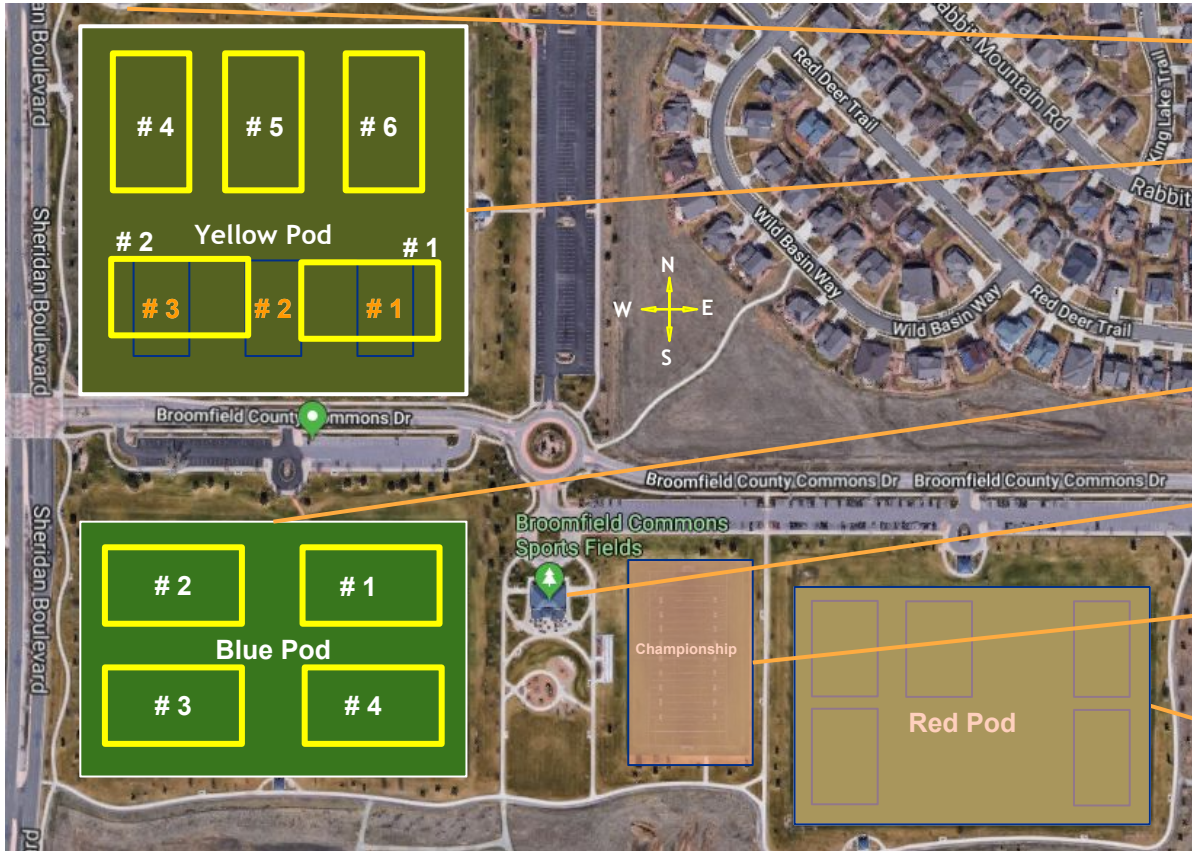 an Boulevard
Sheridan Boulevard
Sheridan Boulevard
# 4
# 5
# 6
Yellow Pod
# 2
# 1
# 3
# 2
# 1
Rabbit Mountain Rd
King Lake Trail
Red Deer Trail
Rabbit
Wild Basin Way
Wild Basin Way
Red Deer Trail
N
W
E
S
Broomfield County Commons Dr
Broomfield County Commons Dr
Broomfield County Commons Dr
Broomfield Commons
Sports Fields
# 2
# 1
Blue Pod
# 3
# 4
Championship
Red Pod